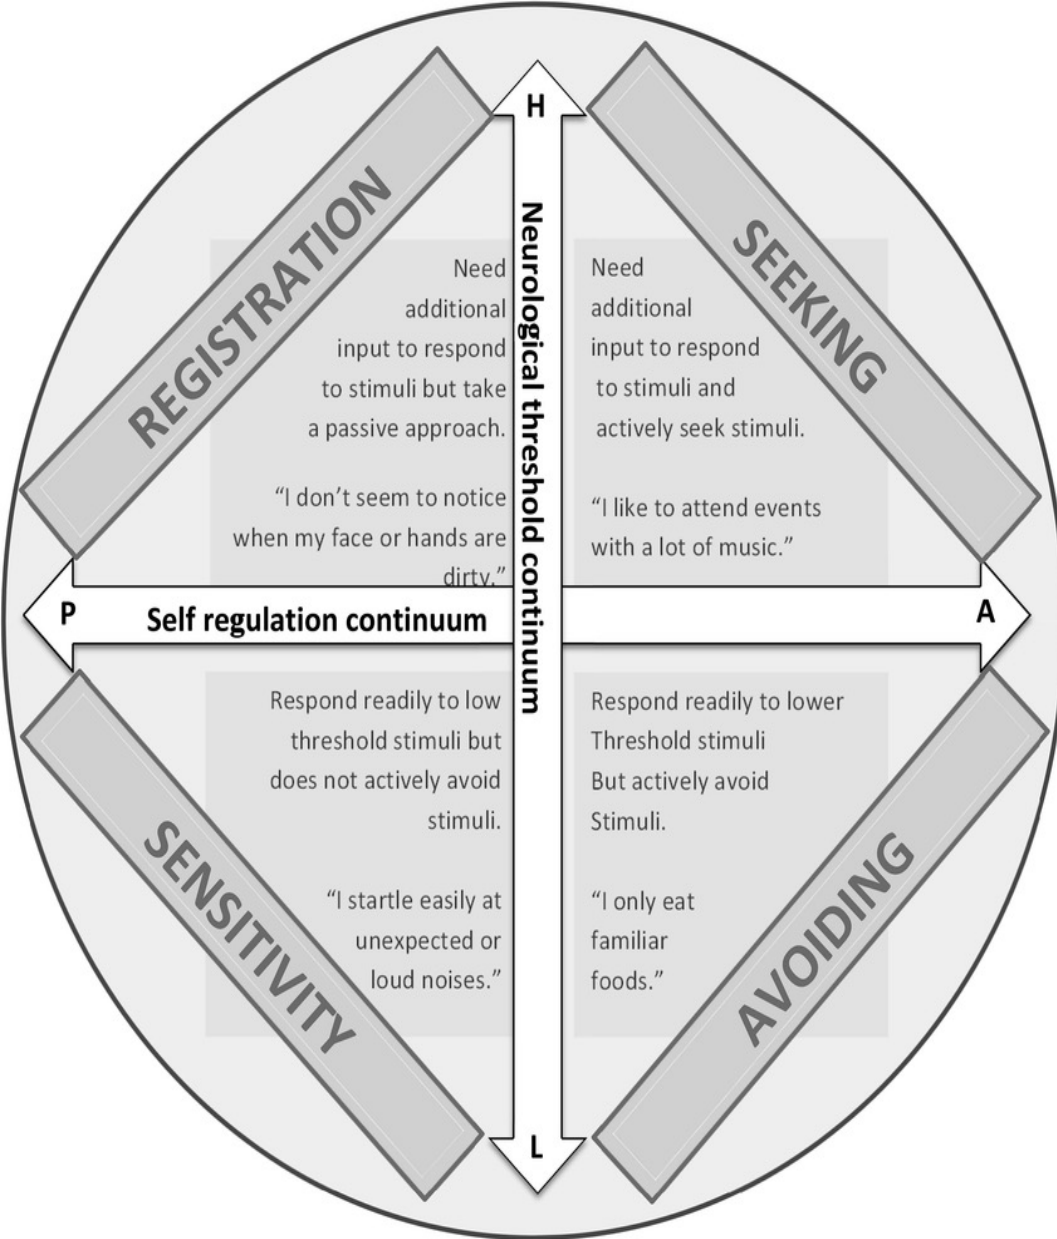 H
REGISTRATION
SEEKING
Neurological threshold continuum
Need
additional
input to respond
to stimuli but take
a passive approach.
“I don’t seem to notice
when my face or hands are
dirty.”
Need
additional
input to respond
to stimuli and
actively seek stimuli.
“I like to attend events
with a lot of music.”
P
Self regulation continuum
A
Respond readily to low
threshold stimuli but
does not actively avoid
stimuli.
“I startle easily at
unexpected or
loud noises.”
Respond readily to lower
Threshold stimuli
But actively avoid
Stimuli.
“I only eat
familiar
foods.”
SENSITIVITY
AVOIDING
L